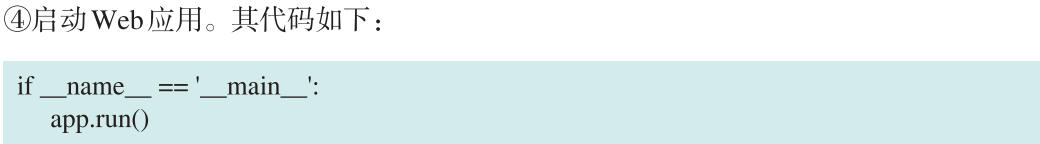 ④启动Web应用。其代码如下：
if __name__ == '__main__':
    app.run()